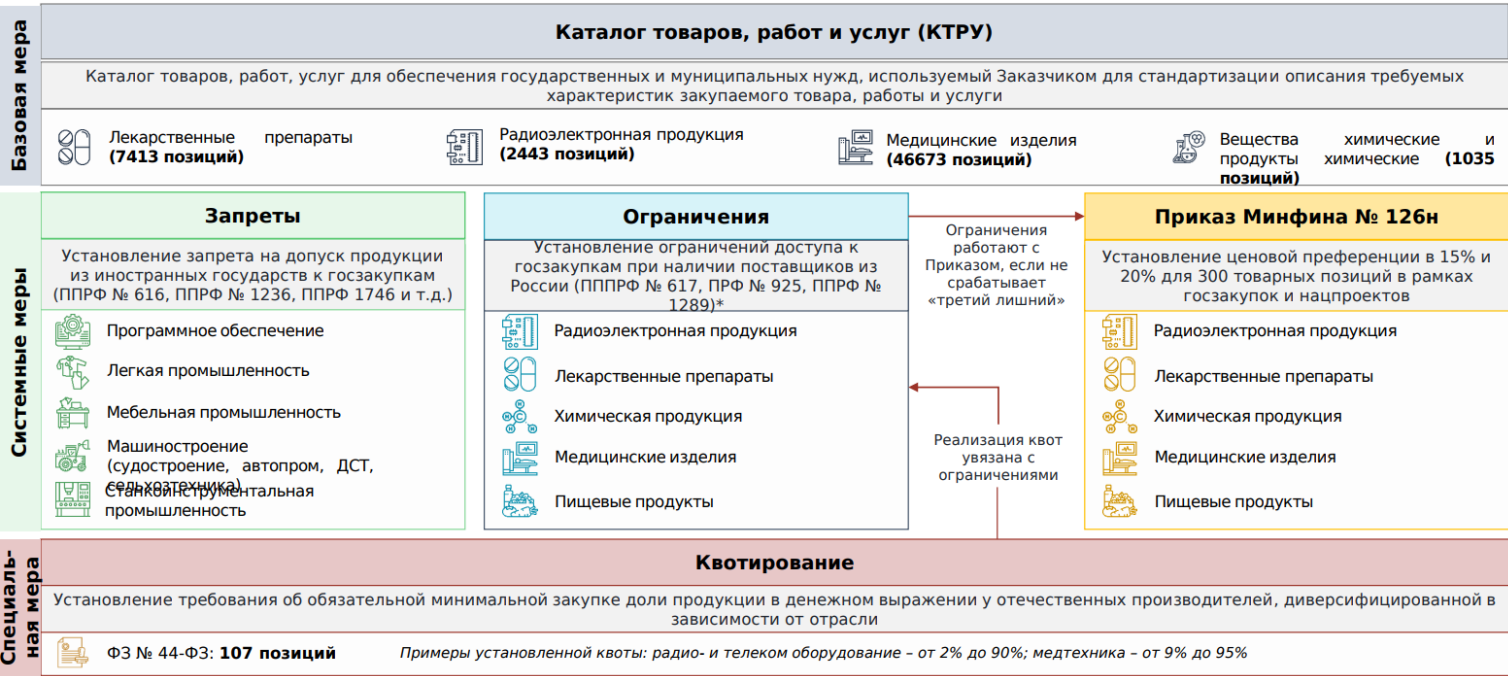 Базовая мера
Каталог товаров, работ и услуг (КТРУ)
Каталог товаров, работ, услуг для обеспечения государственных и муниципальных нужд, используемый Заказчиком для стандартизации описания требуемых
характеристик закупаемого товара, работы и услуги
Лекарственные препараты
(7413 позиций)
Радиоэлектронная продукция
(2443 позиций)
Медицинские изделия
(46673 позиций)
Вещества химические и
продукты химические (1035
позиций)
Системные меры
Запреты
Установление запрета на допуск продукции
из иностранных государств к госзакупкам
(ППРФ № 616, ППРФ № 1236, ППРФ 1746 и т.д.)
Программное обеспечение
Легкая промышленность
Мебельная промышленность
Машиностроение
(судостроение, автопром, ДСТ,
сельхозтехника)
Станкоинструментальная
промышленность
Ограничения
Установление ограничений доступа к
госзакупкам при наличии поставщиков из
России (ПППРФ № 617, ПРФ № 925, ППРФ №
1289)*
Радиоэлектронная продукция
Лекарственные препараты
Химическая продукция
Медицинские изделия
Пищевые продукты
Ограничения
работают с
Приказом, если не
срабатывает
«третий лишний»
Реализация квот
увязана с
ограничениями
Приказ Минфина № 126н
Установление ценовой преференции в 15% и
20% для 300 товарных позиций в рамках
госзакупок и нацпроектов
Радиоэлектронная продукция
Лекарственные препараты
Химическая продукция
Медицинские изделия
Пищевые продукты
Специаль-
ная мера
Квотирование
Установление требования об обязательной минимальной закупке доли продукции в денежном выражении у отечественных производителей, диверсифицированной в
зависимости от отрасли
ФЗ № 44-ФЗ: 107 позиций
Примеры установленной квоты: радио- и телеком оборудование – от 2% до 90%; медтехника – от 9% до 95%